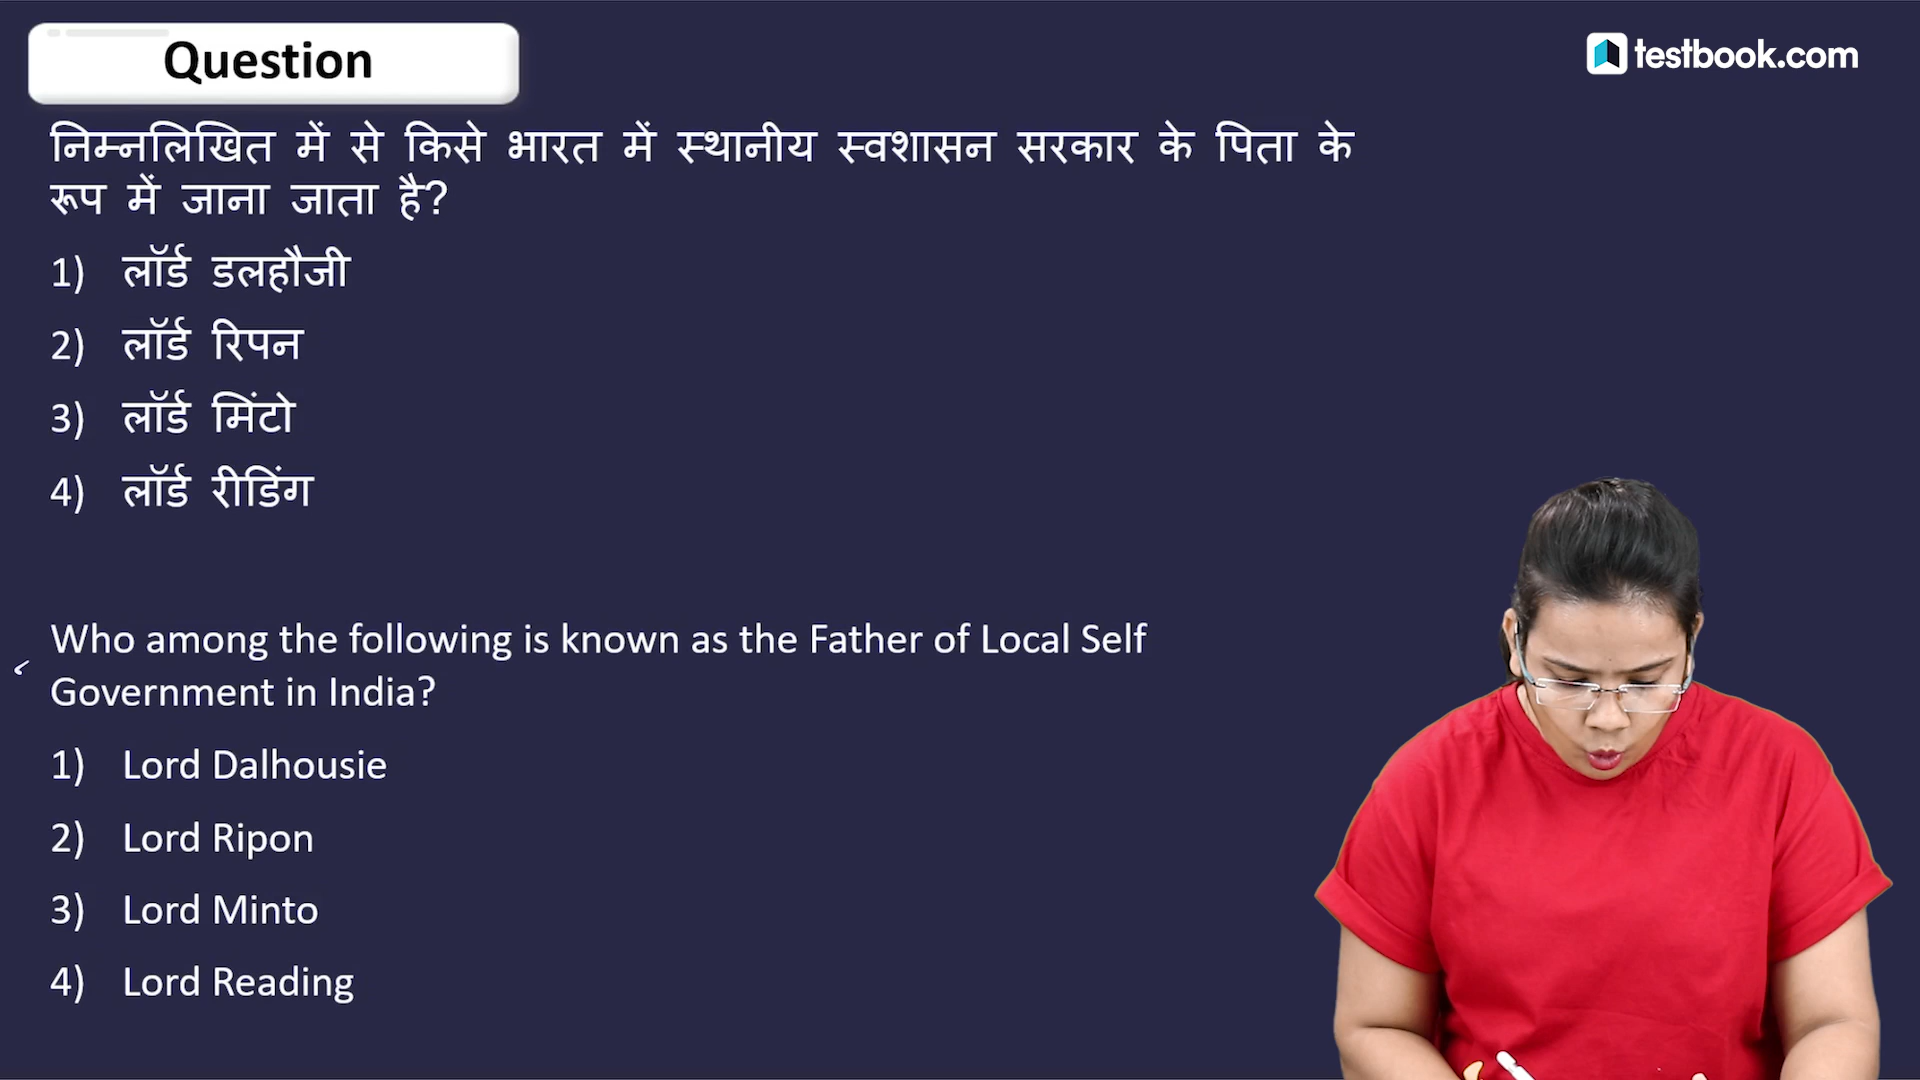 Question
testbook.com
निम्नलिखित में से किसे भारत में स्थानीय स्वशासन सरकार के पिता के
रूप में जाना जाता है?
1) लॉर्ड डलहौजी
2) लॉर्ड रिपन
3) लॉर्ड मिंटो
4) लॉर्ड रीडिंग
Who among the following is known as the Father of Local Self
Government in India?
1) Lord Dalhousie
2) Lord Ripon
3) Lord Minto
4) Lord Reading